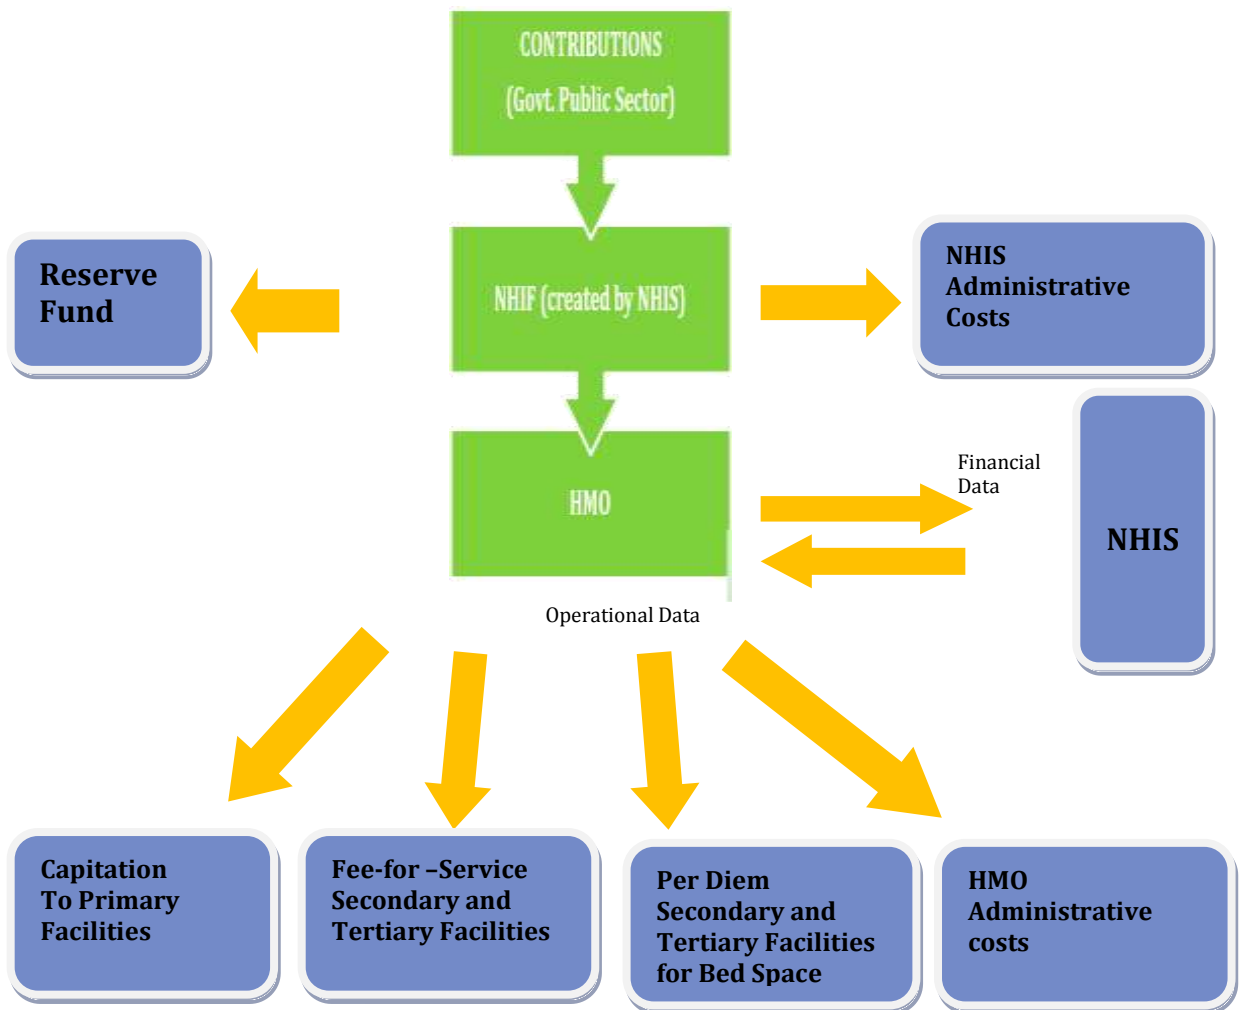 CONTRIBUTIONS
(Govt. Public Sector)
Reserve
Fund
NHIF (created by NHIS)
NHIS
Administrative
Costs
HMO
Financial
Data
NHIS
Operational Data
Capitation
To Primary
Facilities
Fee-for –Service
Secondary and
Tertiary Facilities
Per Diem
Secondary and
Tertiary Facilities
for Bed Space
HMO
Administrative
costs